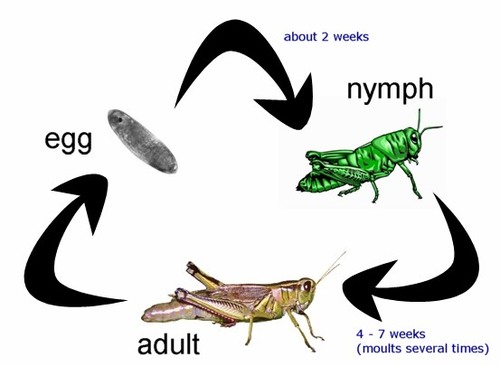 about 2 weeks
nymph
egg
adult
4 - 7 weeks
(moults several times)